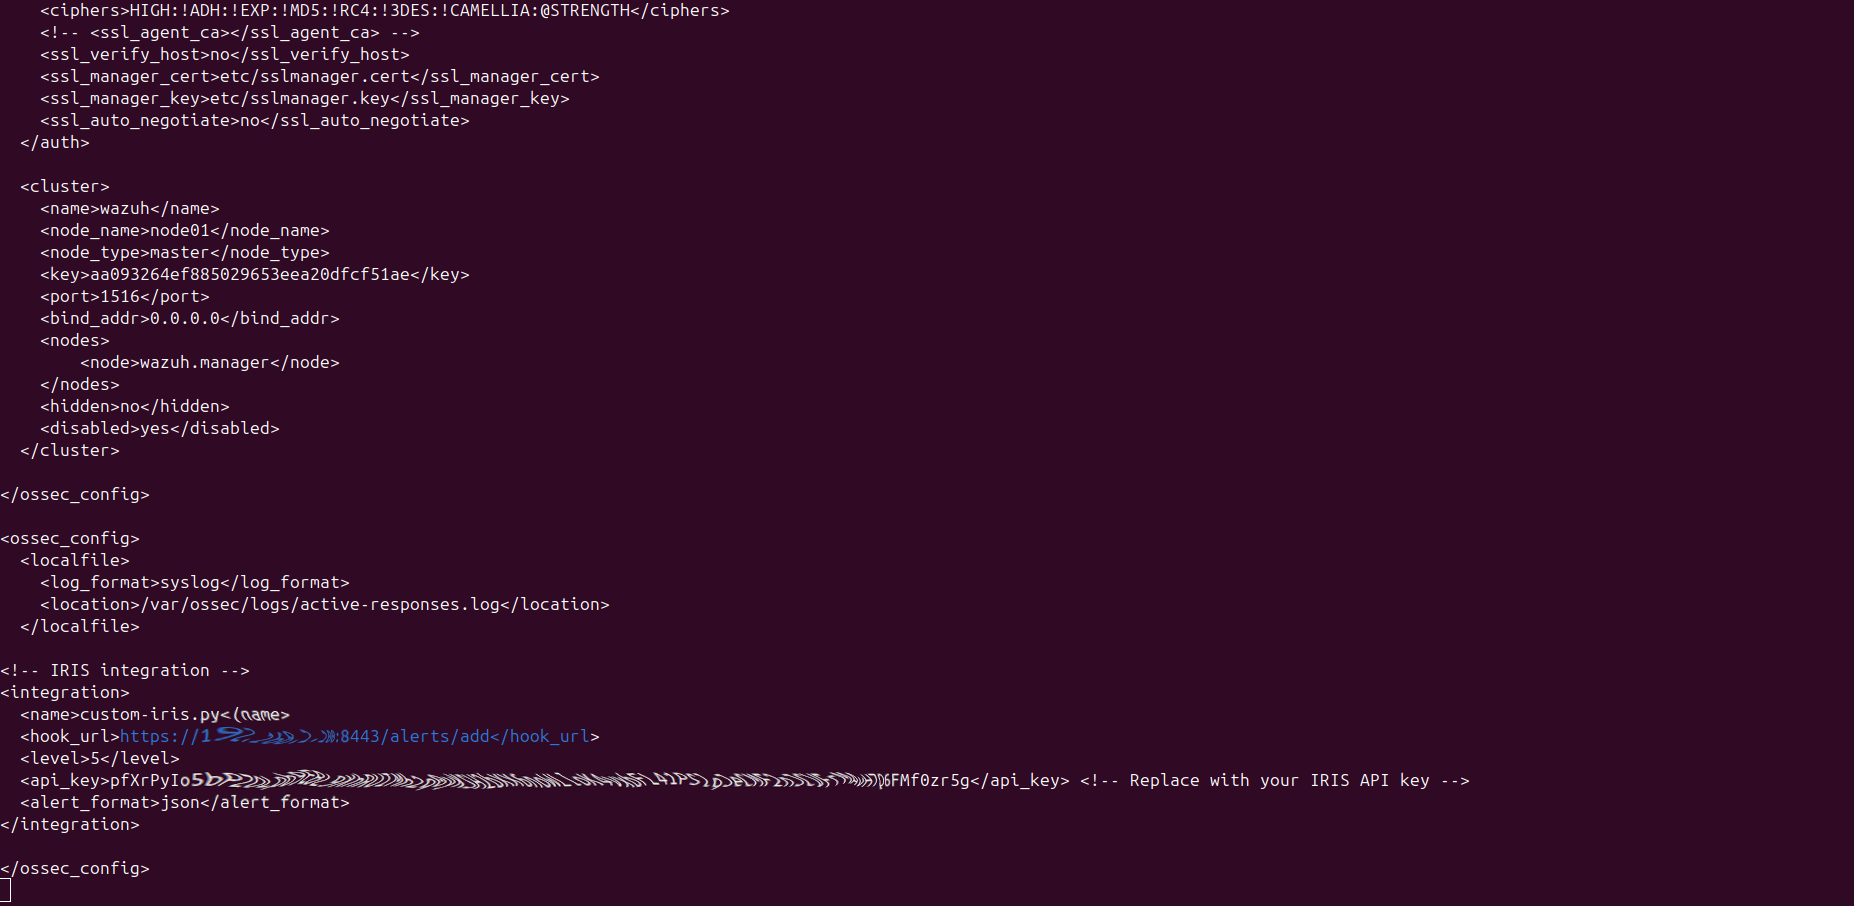 <ciphers>HIGH:!ADH:!EXP:!MD5:!RC4:!3DES:!CAMELLIA:@STRENGTH</ciphers>
<!-- <ssl_agent_ca></ssl_agent_ca> -->
<ssl_verify_host>no</ssl_verify_host>
<ssl_manager_cert>etc/sslmanager.cert</ssl_manager_cert>
<ssl_manager_key>etc/sslmanager.key</ssl_manager_key>
<ssl_auto_negotiate>no</ssl_auto_negotiate>
</auth>
<cluster>
<name>wazuh</name>
<node_name>node01</node_name>
<node_type>master</node_type>
<key>aa093264ef885029653eea20dfcf51ae</key>
<port>1516</port>
<bind_addr>0.0.0.0</bind_addr>
<nodes>
<node>wazuh.manager</node>
</nodes>
<hidden>no</hidden>
<disabled>yes</disabled>
</cluster>
</ossec_config>
<ossec_config>
<localfile>
<log_format>syslog</log_format>
<location>/var/ossec/logs/active-responses.log</location>
</localfile>
<!-- IRIS integration -->
<integration>
<name>custom-iris.py</name>
<hook_url>https:// :8443/alerts/add</hook_url>
<level>5</level>
<api_key> </api_key> <!-- Replace with your IRIS API key -->
<alert_format>json</alert_format>
</integration>
</ossec_config>